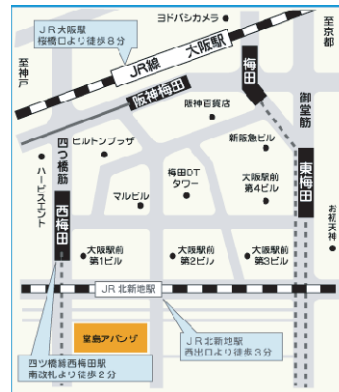 ヨドバシカメラ
至京都
JR大阪駅
桜橋口より徒歩8分
大阪駅
JR線
至神戸
梅田
阪神梅田
阪神百貨店
御堂筋
四つ橋筋
ヒルトンプラザ
新阪急ビル
ハービスエント
梅田DT
タワー
大阪駅前
第4ビル
東梅田
西梅田
マルビル
お初天神
大阪駅前
第1ビル
大阪駅前
第2ビル
大阪駅前
第3ビル
JR北新地駅
堂島アバンザ
JR北新地駅
西出口より徒歩3分
四ツ橋線西梅田駅
南改札より徒歩2分